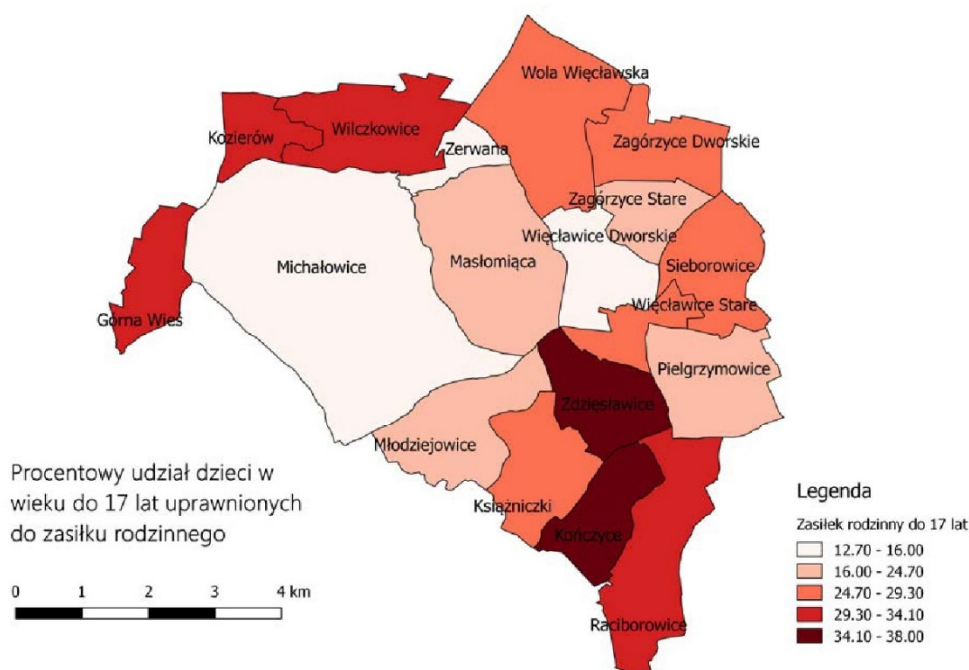 Wola Więcławska
Kozierów
Wilczkowice
Zerwana
Zagórzyce Dworskie
Zagórzyce Stare
Więcławice Dworskie
Michałowice
Masłomiąca
Sieborowice
Górna Wieś
Więcławice Stare
Pielgrzymowice
Zdzięsławice
Młodziejowice
Książniczki
Kończyce
Raciborowice
Procentowy udział dzieci w
wieku do 17 lat uprawnionych
do zasiłku rodzinnego
0 1 2 3 4 km
Legenda
Zasiłek rodzinny do 17 lat
12.70 - 16.00
16.00 - 24.70
24.70 - 29.30
29.30 - 34.10
34.10 - 38.00